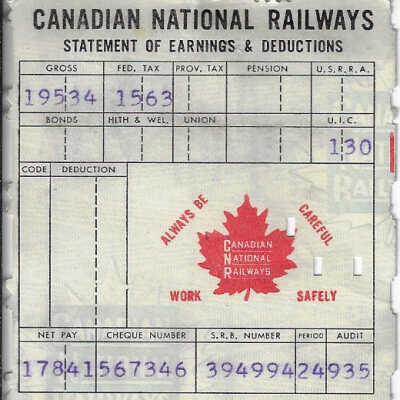 CANADIAN NATIONAL RAILWAYS
STATEMENT OF EARNINGS & DEDUCTIONS
GROSS FED. TAX PROV. TAX PENSION U.S.R.R.A.
19534 1563
BONDS HLTH & WEL. UNION U.I.C.
130
CODE DEDUCTION
ALWAYS BE CAREFUL
CANADIAN
NATIONAL
RAILWAYS
WORK SAFELY
NET PAY CHEQUE NUMBER S.R.B. NUMBER PERIOD AUDIT
17841567346 39499424935